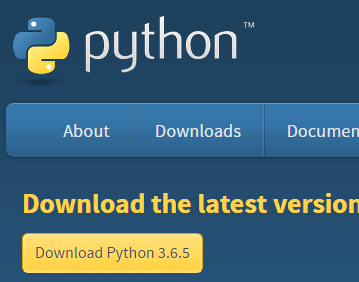 python™
About Downloads Documen
Download the latest version
Download Python 3.6.5